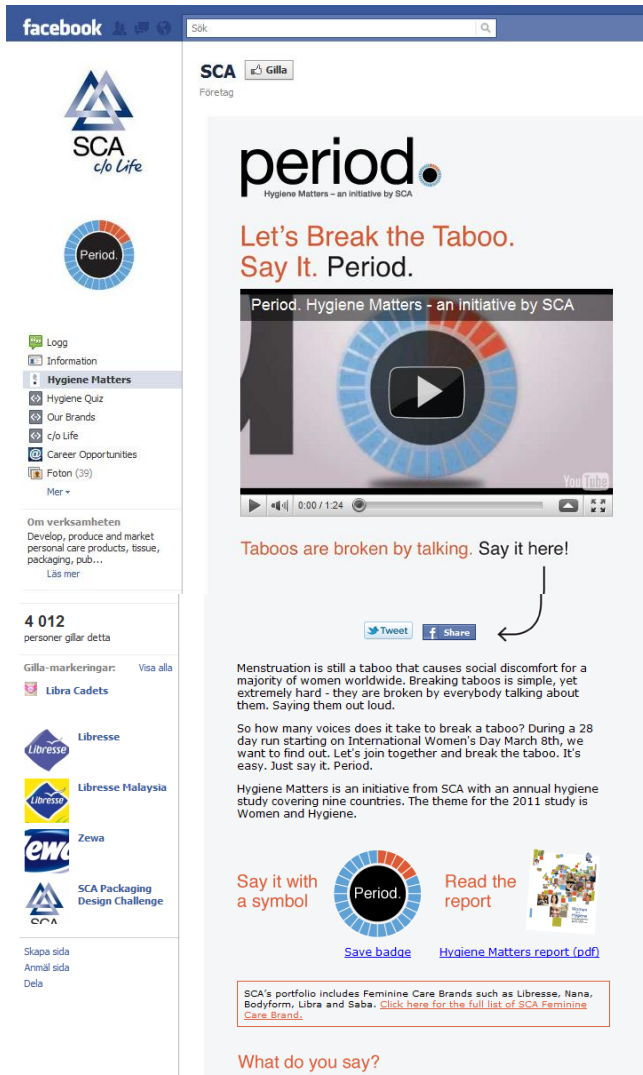 facebook
Sök
SCA
c/o Life
Period.
Logg
Information
Hygiene Matters
Hygiene Quiz
Our Brands
c/o Life
Career Opportunities
Foton (39)
Mer
Om verksamheten
Develop, produce and market
personal care products, tissue,
packaging, pub...
Läs mer
4 012
personer gillar detta
Gilla-markeringar: Visa alla
Libra Cadets
Libresse
Libresse
Libresse
Libresse Malaysia
Zewa
SCA Packaging
Design Challenge
SCA
Skapa sida
Anmäl sida
Dela
SCA Gilla
Företag
period.
Hygiene Matters – an initiative by SCA
Let's Break the Taboo.
Say It. Period.
Period. Hygiene Matters - an initiative by SCA
YouTube
0:00 / 1:24
Taboos are broken by talking. Say it here!
Tweet Share
Menstruation is still a taboo that causes social discomfort for a
majority of women worldwide. Breaking taboos is simple, yet
extremely hard - they are broken by everybody talking about
them. Saying them out loud.
So how many voices does it take to break a taboo? During a 28
day run starting on International Women's Day March 8th, we
want to find out. Let's join together and break the taboo. It's
easy. Just say it. Period.
Hygiene Matters is an initiative from SCA with an annual hygiene
study covering nine countries. The theme for the 2011 study is
Women and Hygiene.
Say it with
a symbol
Period.
Read the
report
Save badge Hygiene Matters report (pdf)
SCA's portfolio includes Feminine Care Brands such as Libresse, Nana,
Bodyform, Libra and Saba. Click here for the full list of SCA Feminine
Care Brand.
What do you say?